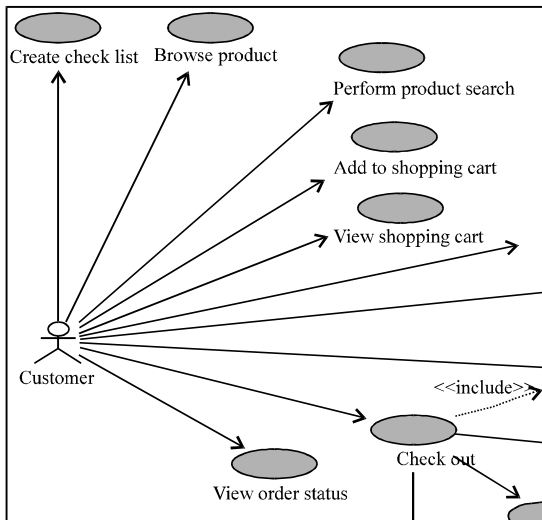 Create check list
Browse product
Perform product search
Add to shopping cart
View shopping cart
Customer
<<include>>
Check out
View order status